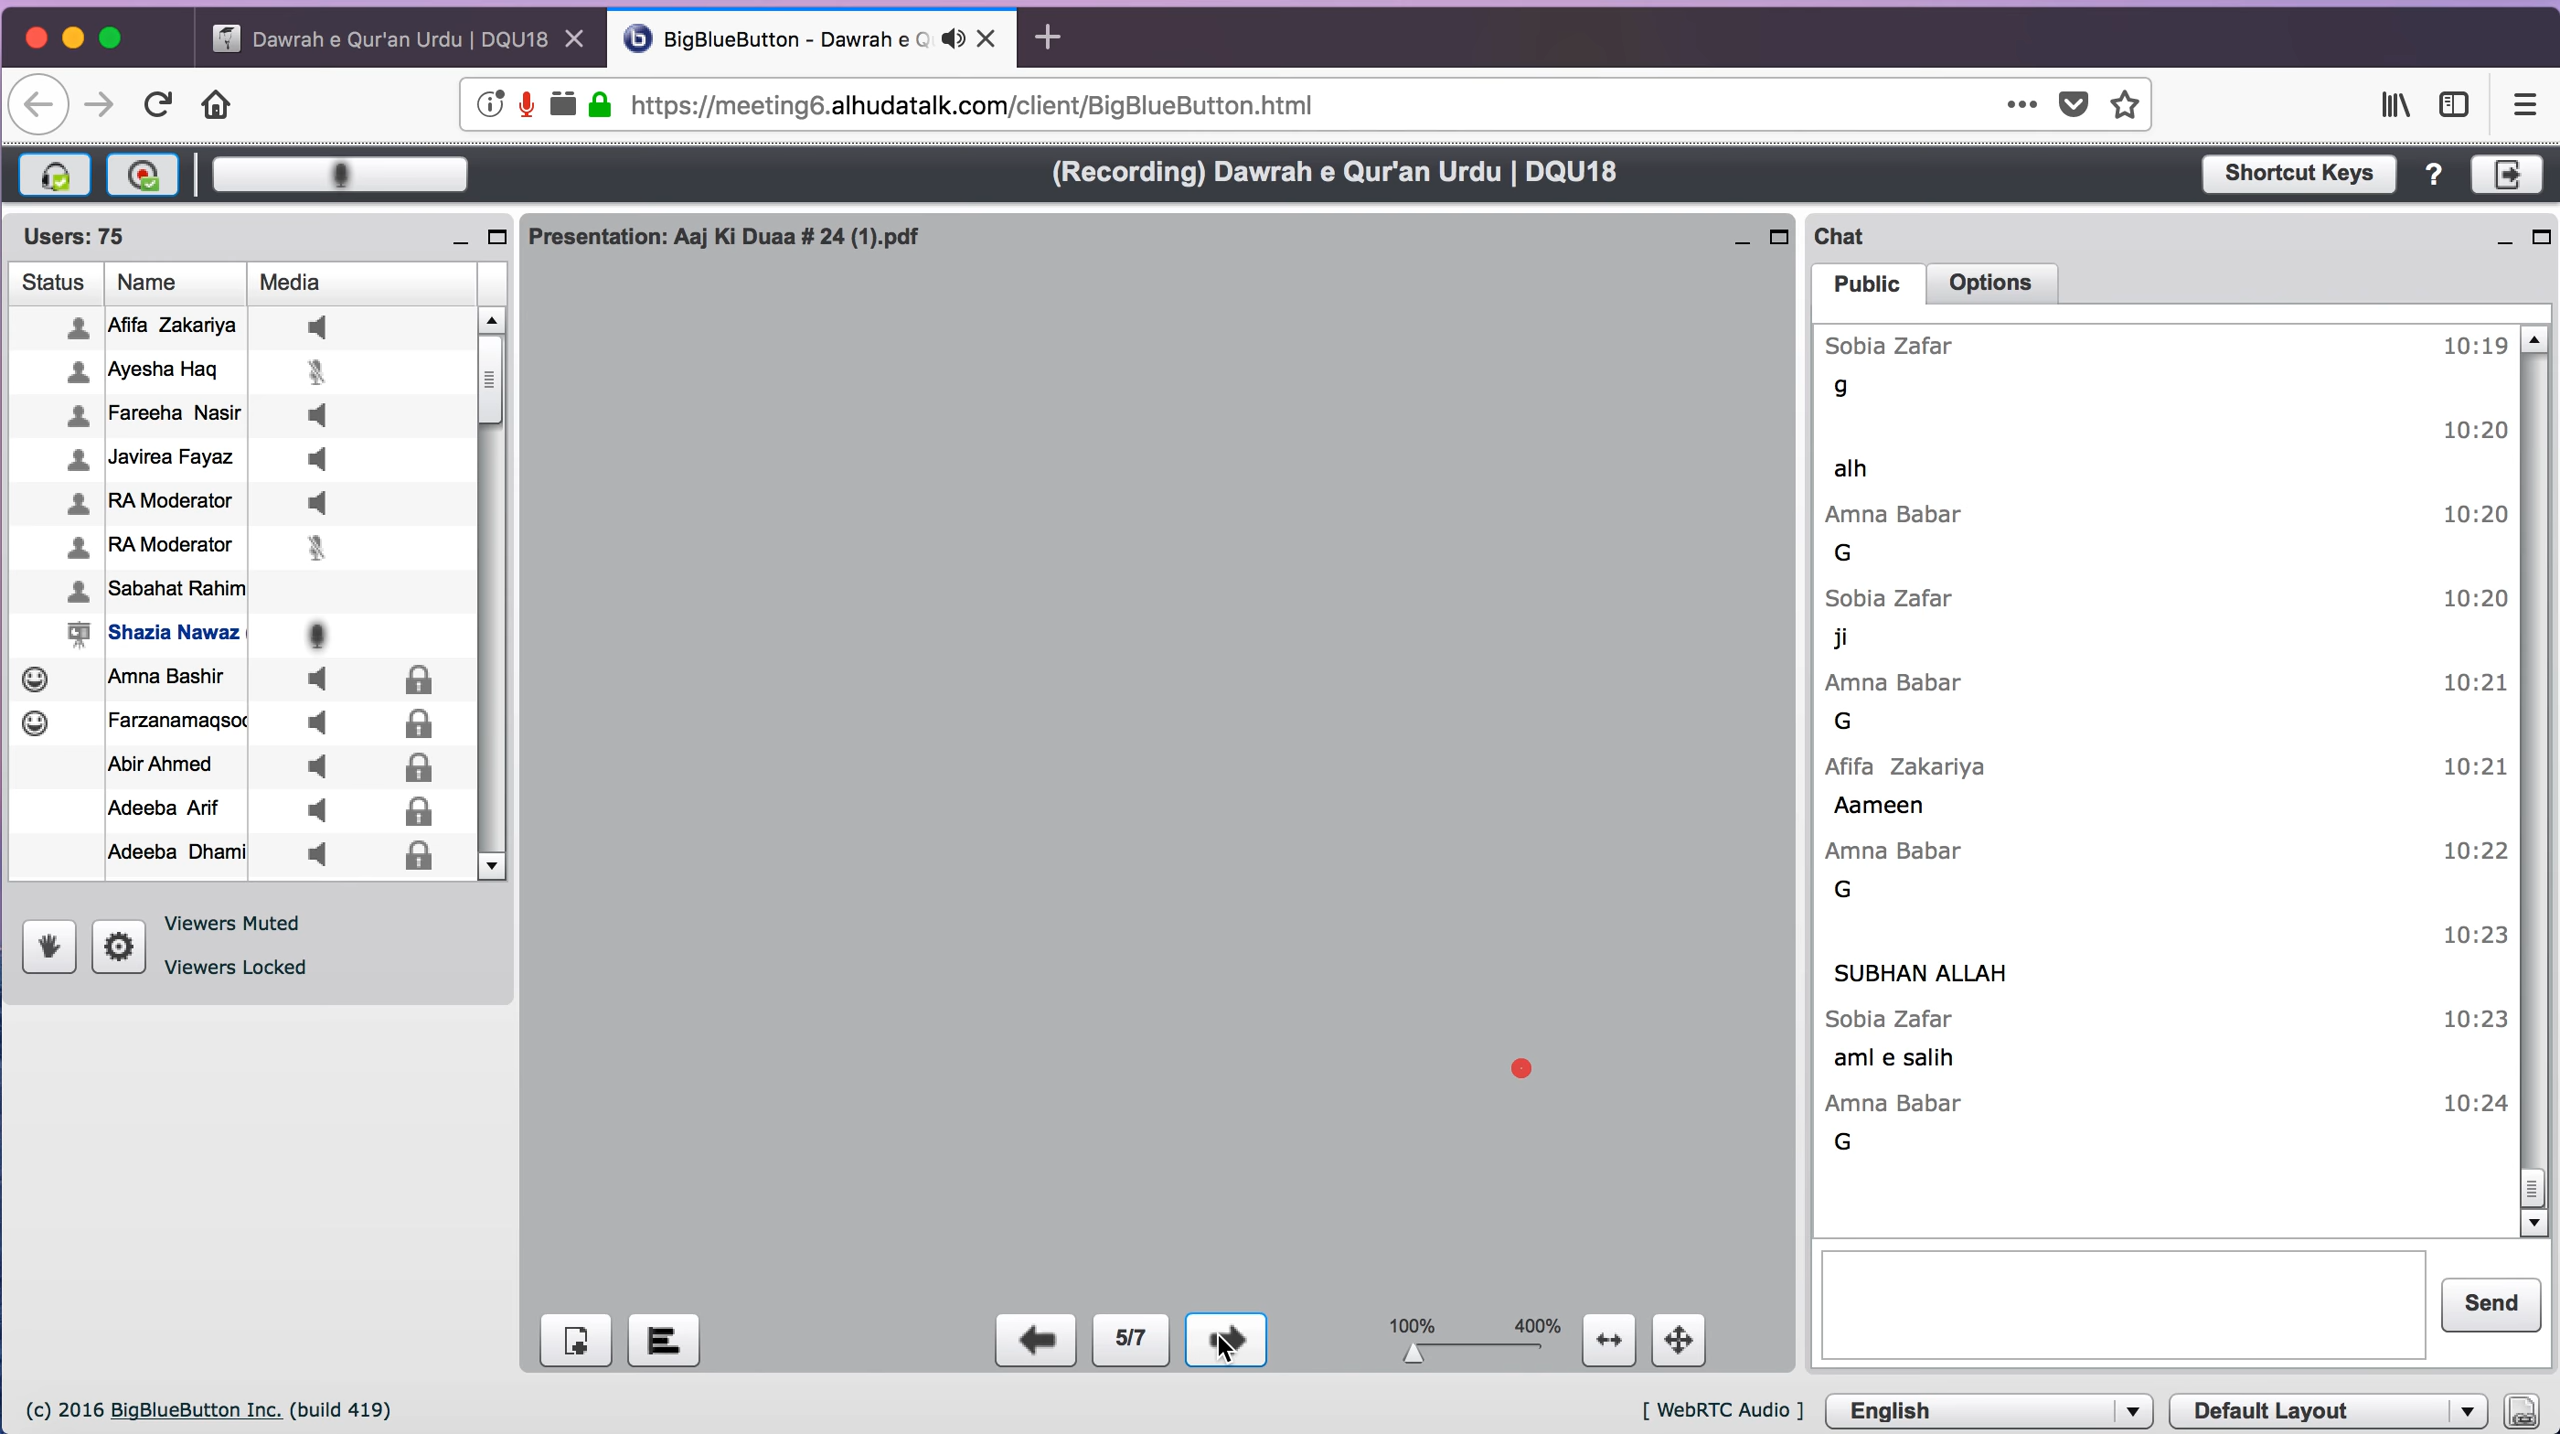 Dawrah e Qur'an Urdu | DQU18
BigBlueButton - Dawrah e Q
https://meeting6.alhudatalk.com/client/BigBlueButton.html
(Recording) Dawrah e Qur'an Urdu | DQU18
Shortcut Keys
?
Users: 75
Status Name Media
Afifa Zakariya
Ayesha Haq
Fareeha Nasir
Javirea Fayaz
RA Moderator
RA Moderator
Sabahat Rahim
Shazia Nawaz
Amna Bashir
Farzanamaqsoo
Abir Ahmed
Adeeba Arif
Adeeba Dhami
Viewers Muted
Viewers Locked
Presentation: Aaj Ki Duaa # 24 (1).pdf
5/7
100% 400%
Chat
Public Options
Sobia Zafar 10:19
g
10:20
alh
Amna Babar 10:20
G
Sobia Zafar 10:20
ji
Amna Babar 10:21
G
Afifa Zakariya 10:21
Aameen
Amna Babar 10:22
G
10:23
SUBHAN ALLAH
Sobia Zafar 10:23
aml e salih
Amna Babar 10:24
G
Send
(c) 2016 BigBlueButton Inc. (build 419)
[ WebRTC Audio ]
English
Default Layout